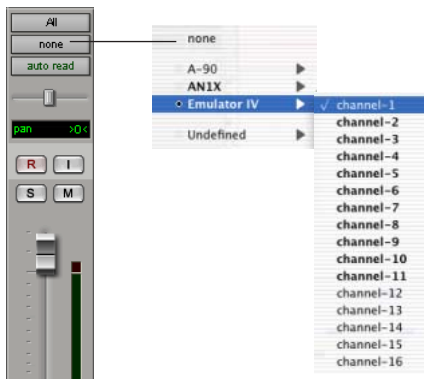 All
none
auto read
pan >0<
R I
S M
none
A-90
AN1X
Emulator IV
Undefined
✓ channel-1
channel-2
channel-3
channel-4
channel-5
channel-6
channel-7
channel-8
channel-9
channel-10
channel-11
channel-12
channel-13
channel-14
channel-15
channel-16